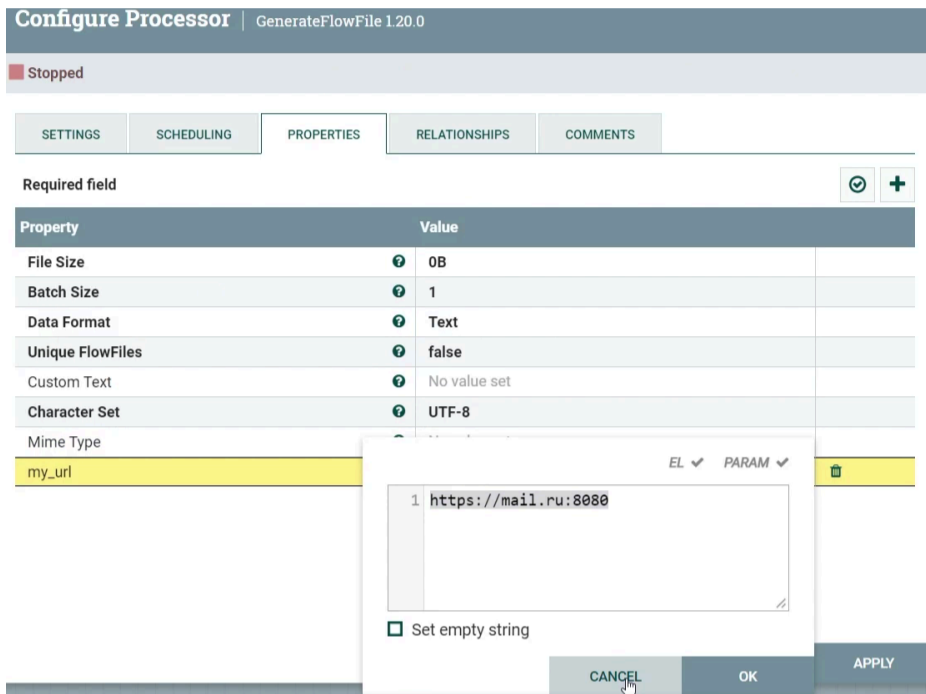 Configure Processor | GenerateFlowFile 1.20.0
Stopped
SETTINGS SCHEDULING PROPERTIES RELATIONSHIPS COMMENTS
Required field
Property Value
File Size 0B
Batch Size 1
Data Format Text
Unique FlowFiles false
Custom Text No value set
Character Set UTF-8
Mime Type
my_url
EL PARAM
1 https://mail.ru:8080
Set empty string
CANCEL OK
APPLY